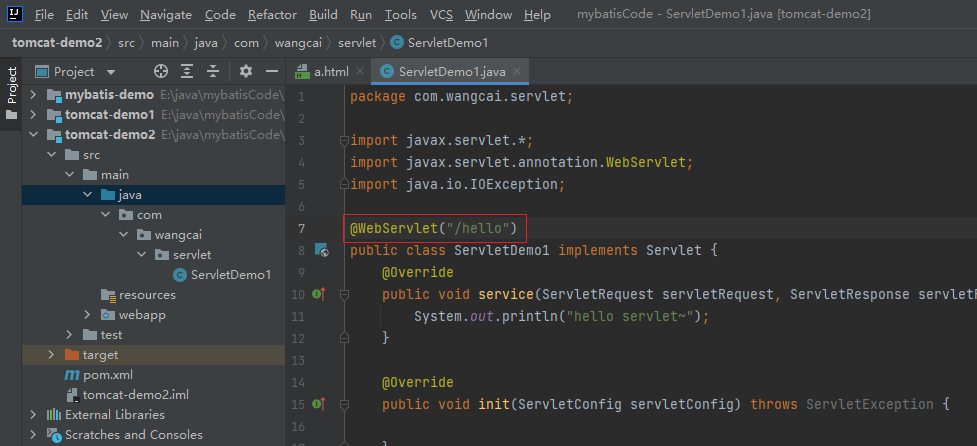 File Edit View Navigate Code Refactor Build Run Tools VCS Window Help mybatisCode - ServletDemo1.java [tomcat-demo2]
tomcat-demo2 src main java com wangcai servlet ServletDemo1
Project
Project
a.html ServletDemo1.java
mybatis-demo E:\java\mybatisCode\
tomcat-demo1 E:\java\mybatisCode\
tomcat-demo2 E:\java\mybatisCode\
src
main
java
com
wangcai
servlet
ServletDemo1
resources
webapp
test
target
pom.xml
tomcat-demo2.iml
External Libraries
Scratches and Consoles
1 package com.wangcai.servlet;
2
3 import javax.servlet.*;
4 import javax.servlet.annotation.WebServlet;
5 import java.io.IOException;
6
7 @WebServlet("/hello")
8 public class ServletDemo1 implements Servlet {
9 @Override
10 public void service(ServletRequest servletRequest, ServletResponse servletR
11 System.out.println("hello servlet~");
12 }
13
14 @Override
15 public void init(ServletConfig servletConfig) throws ServletException {
16
17 }